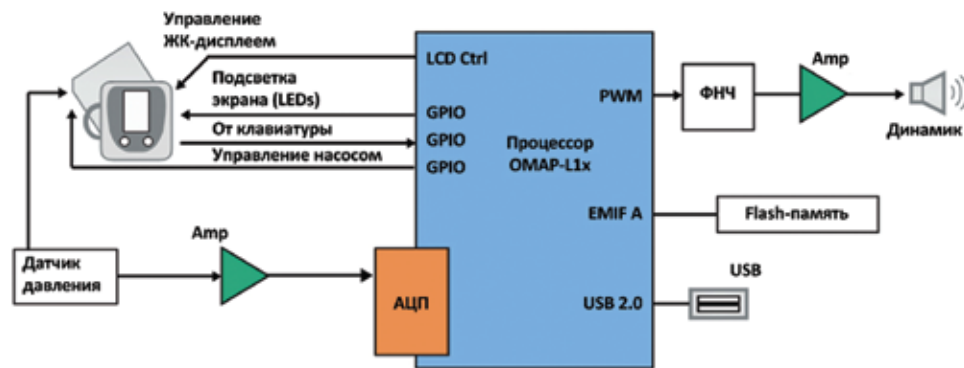 Управление
ЖК-дисплеем
Подсветка
экрана (LEDs)
От клавиатуры
Управление насосом
LCD Ctrl
GPIO
GPIO
GPIO
Процессор
OMAP-L1x
PWM
EMIF A
USB 2.0
ФНЧ
Amp
Динамик
Flash-память
USB
Amp
Датчик
давления
АЦП